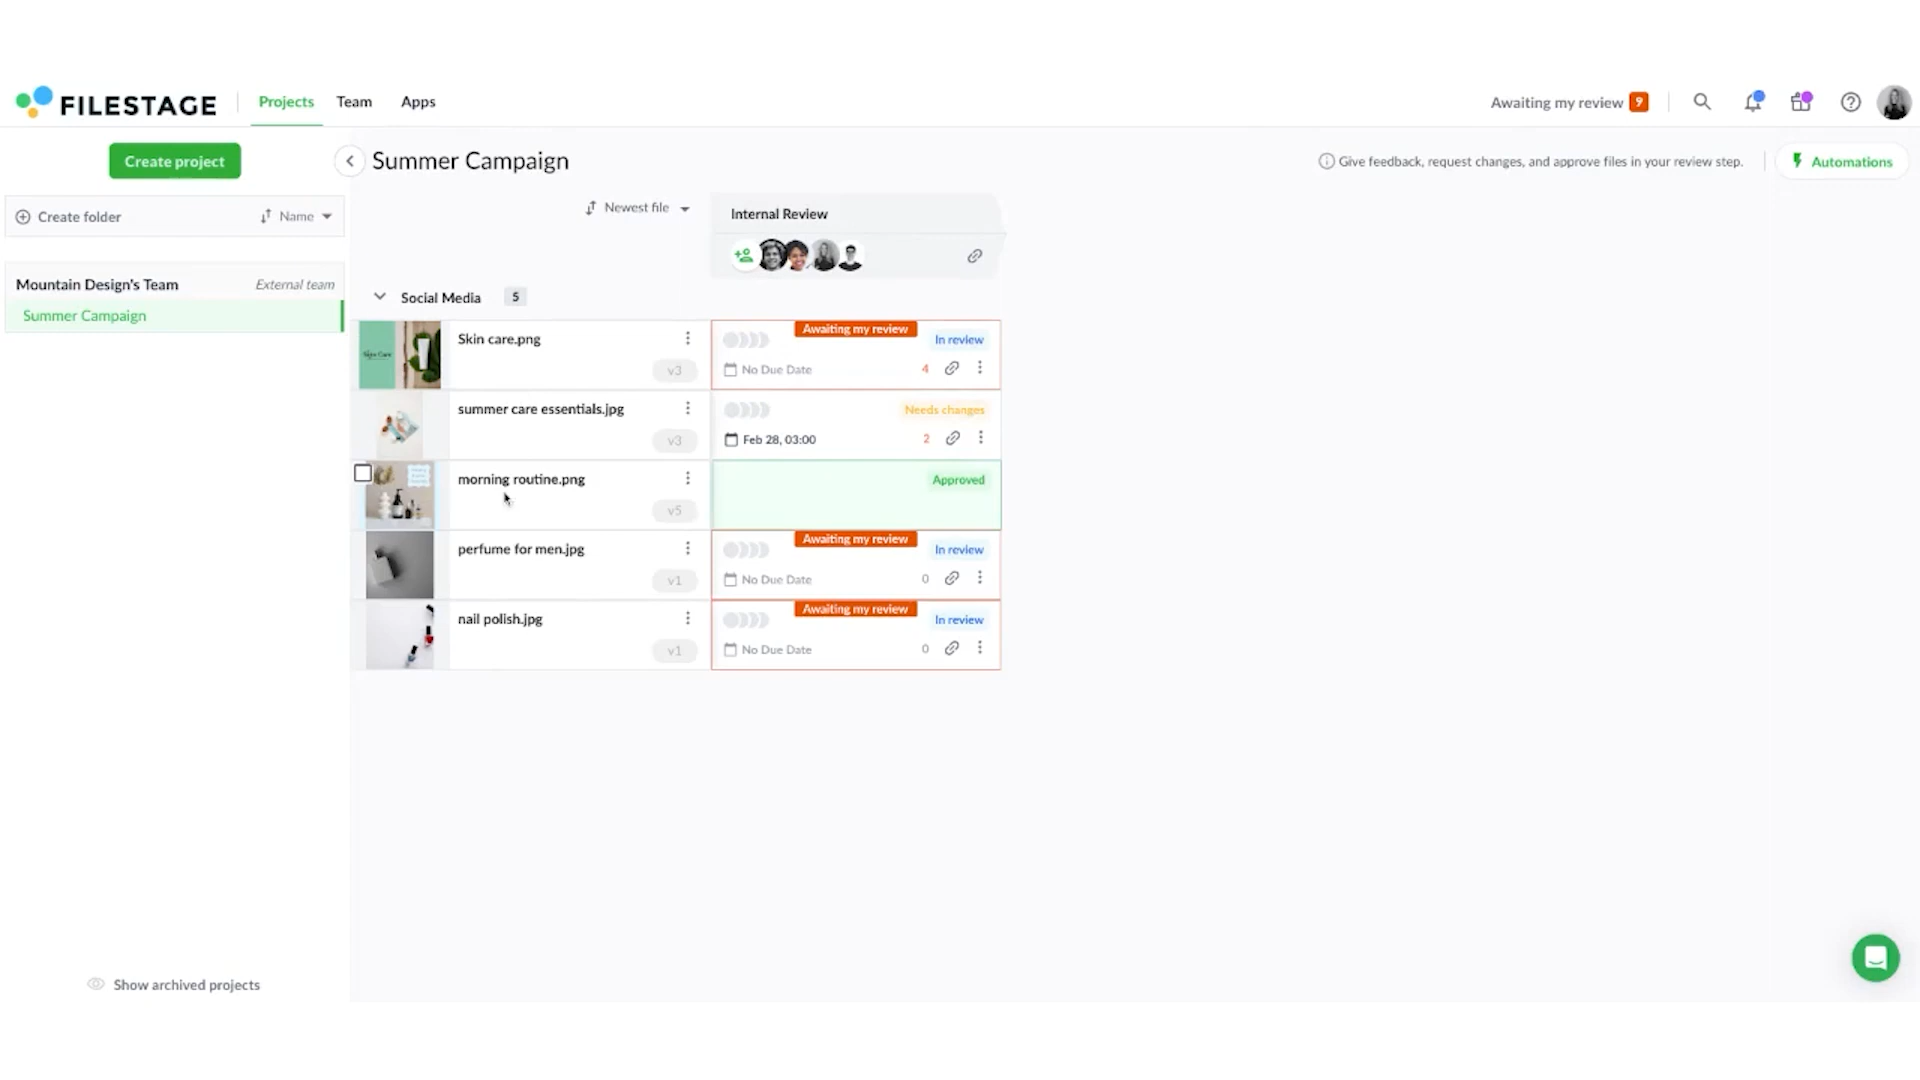 FILESTAGE
Projects Team Apps
Awaiting my review 9
Create project
Summer Campaign
Give feedback, request changes, and approve files in your review step.
Automations
Create folder
Name
Newest file
Internal Review
Mountain Design's Team External team
Summer Campaign
Social Media 5
Skin care.png
v3
Awaiting my review
In review
No Due Date 4
summer care essentials.jpg
v3
Needs changes
Feb 28, 03:00 2
morning routine.png
v5
Approved
perfume for men.jpg
v1
Awaiting my review
In review
No Due Date 0
nail polish.jpg
v1
Awaiting my review
In review
No Due Date 0
Show archived projects